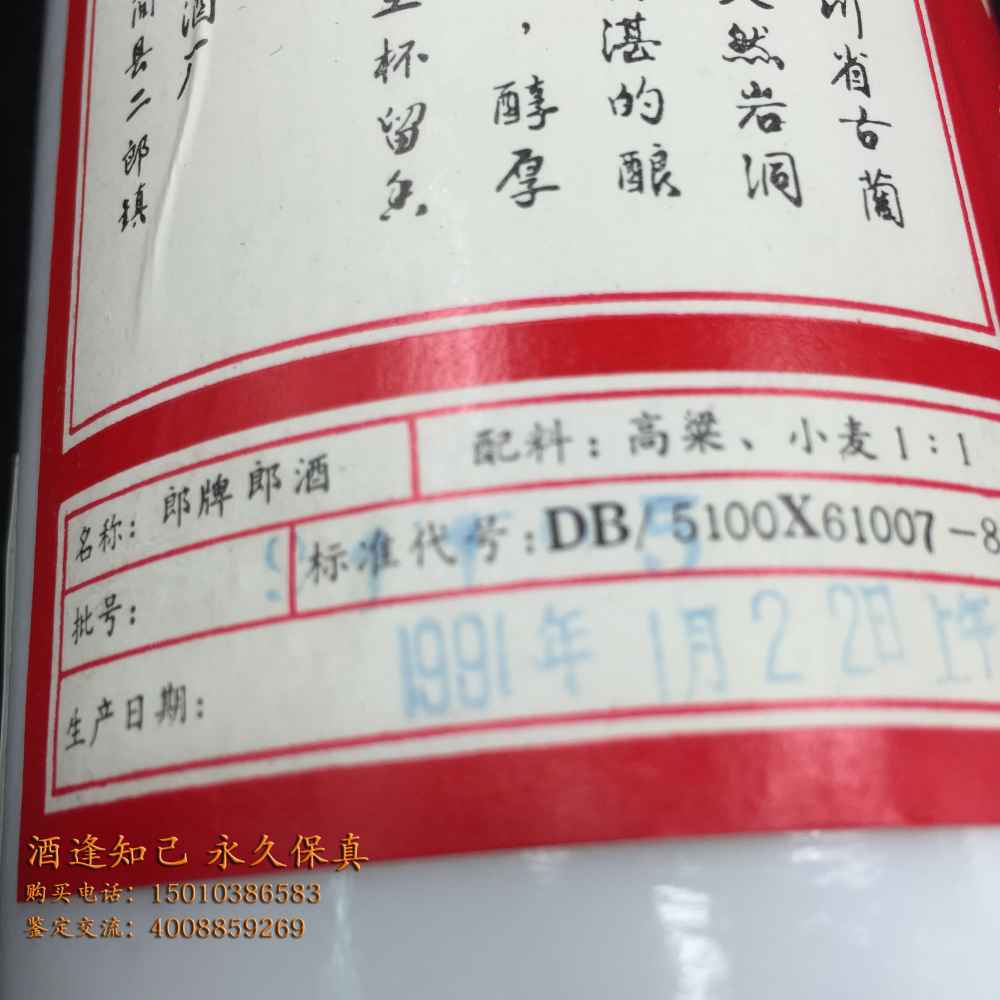 川省古蔺
然岩洞
湛的酿
，醇厚
杯留香
酒厂
县二郎镇
名称：郎牌郎酒
配料：高粱、小麦1：1
批号：
标准代号：DB/5100X61007-8
生产日期：
1991年1月22日上午
酒逢知己 永久保真
购买电话：15010386583
鉴定交流：4008859269